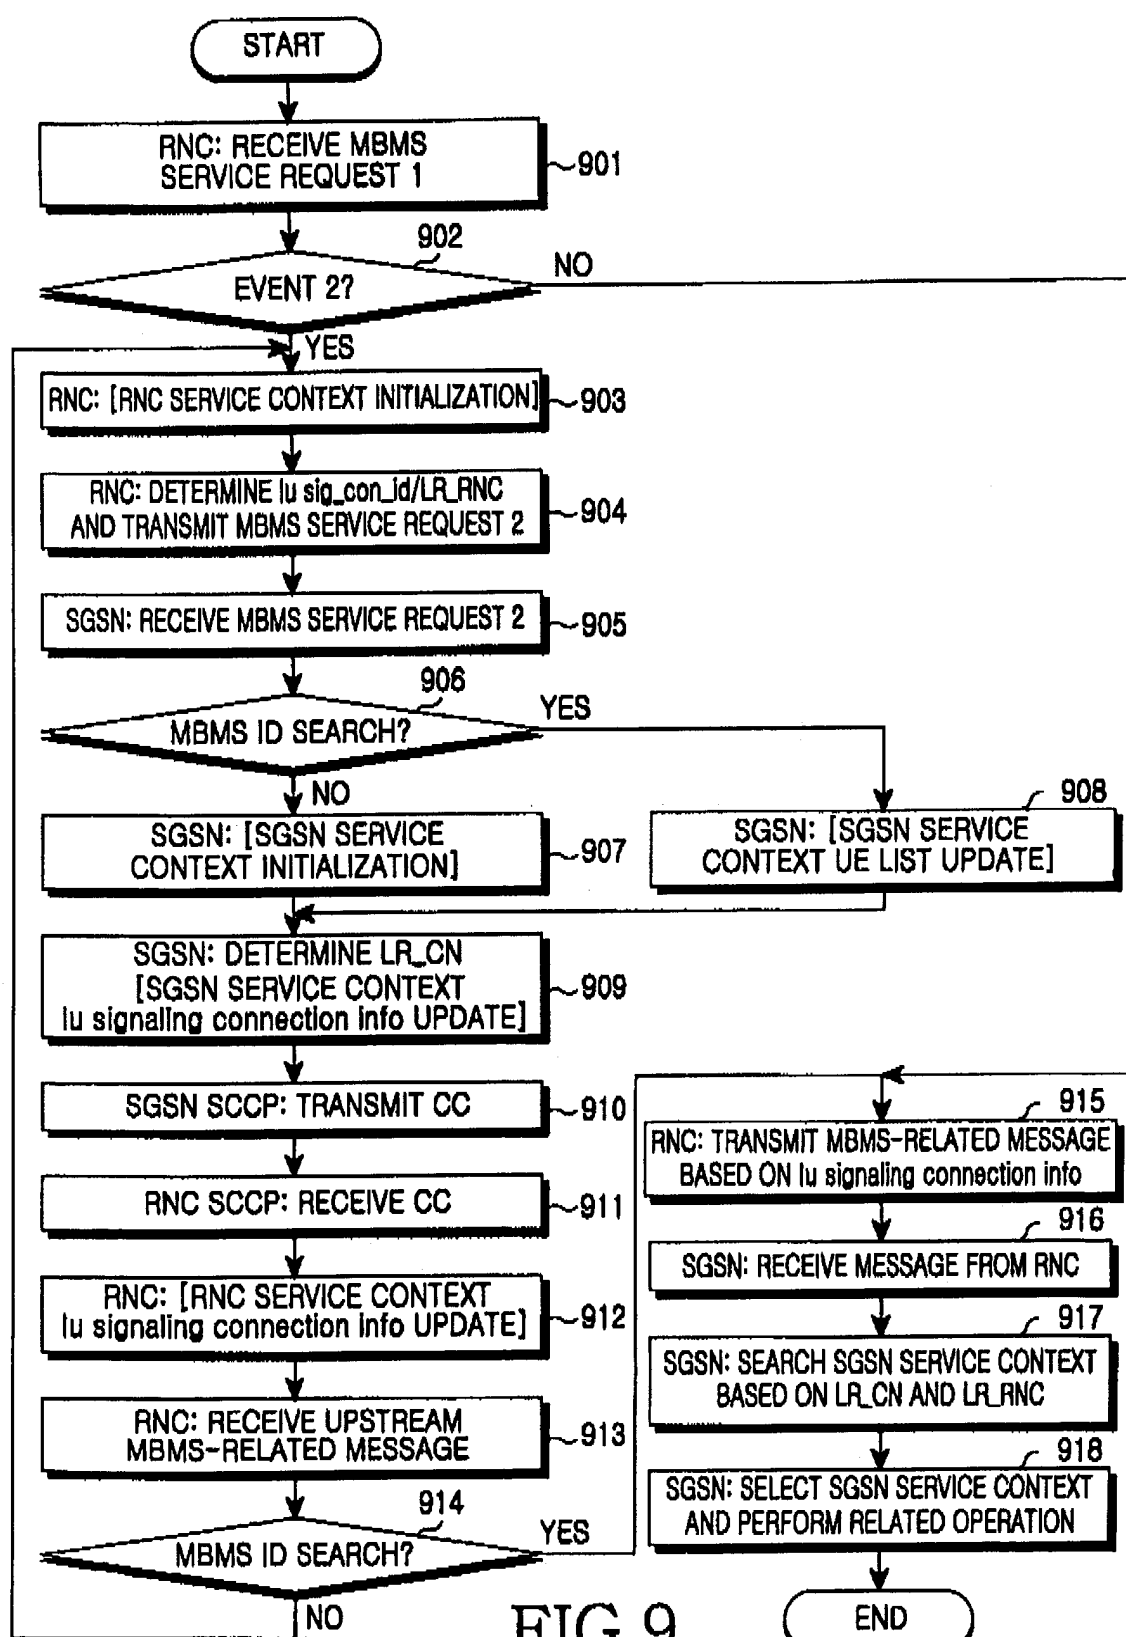 START
RNC: RECEIVE MBMS
SERVICE REQUEST 1
901
902
EVENT 2?
NO
YES
RNC: [RNC SERVICE CONTEXT INITIALIZATION]
903
RNC: DETERMINE Iu sig_con_id/LR_RNC
AND TRANSMIT MBMS SERVICE REQUEST 2
904
SGSN: RECEIVE MBMS SERVICE REQUEST 2
905
906
MBMS ID SEARCH?
YES
NO
SGSN: [SGSN SERVICE
CONTEXT INITIALIZATION]
907
908
SGSN: [SGSN SERVICE
CONTEXT UE LIST UPDATE]
SGSN: DETERMINE LR_CN
[SGSN SERVICE CONTEXT
Iu signaling connection info UPDATE]
909
SGSN SCCP: TRANSMIT CC
910
RNC SCCP: RECEIVE CC
911
RNC: [RNC SERVICE CONTEXT
Iu signaling connection info UPDATE]
912
RNC: RECEIVE UPSTREAM
MBMS-RELATED MESSAGE
913
914
MBMS ID SEARCH?
YES
NO
915
RNC: TRANSMIT MBMS-RELATED MESSAGE
BASED ON Iu signaling connection info
916
SGSN: RECEIVE MESSAGE FROM RNC
917
SGSN: SEARCH SGSN SERVICE CONTEXT
BASED ON LR_CN AND LR_RNC
918
SGSN: SELECT SGSN SERVICE CONTEXT
AND PERFORM RELATED OPERATION
END
FIG.9